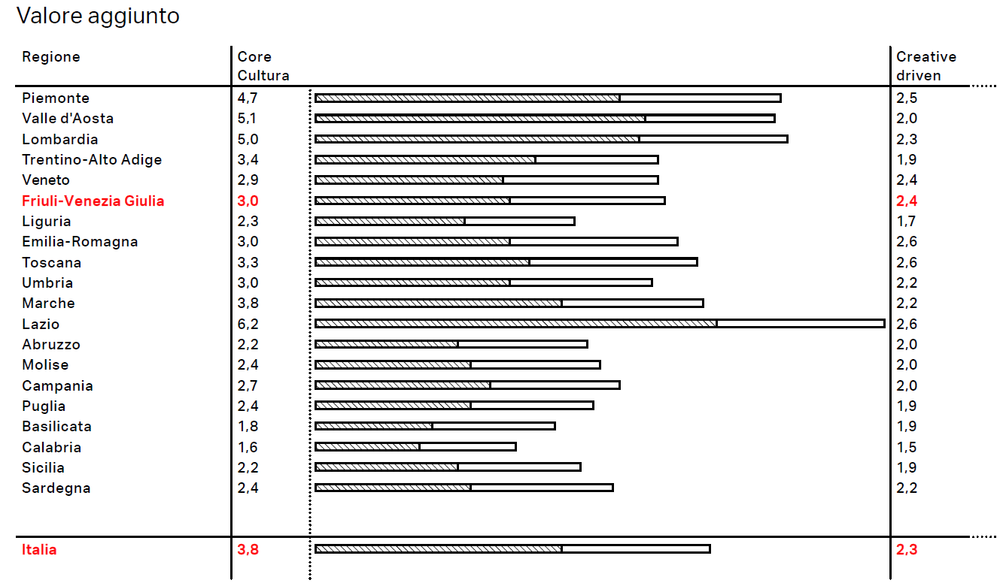 Valore aggiunto
Regione Core Cultura Creative driven
Piemonte 4,7 2,5
Valle d'Aosta 5,1 2,0
Lombardia 5,0 2,3
Trentino-Alto Adige 3,4 1,9
Veneto 2,9 2,4
Friuli-Venezia Giulia 3,0 2,4
Liguria 2,3 1,7
Emilia-Romagna 3,0 2,6
Toscana 3,3 2,6
Umbria 3,0 2,2
Marche 3,8 2,2
Lazio 6,2 2,6
Abruzzo 2,2 2,0
Molise 2,4 2,0
Campania 2,7 2,0
Puglia 2,4 1,9
Basilicata 1,8 1,9
Calabria 1,6 1,5
Sicilia 2,2 1,9
Sardegna 2,4 2,2
Italia 3,8 2,3